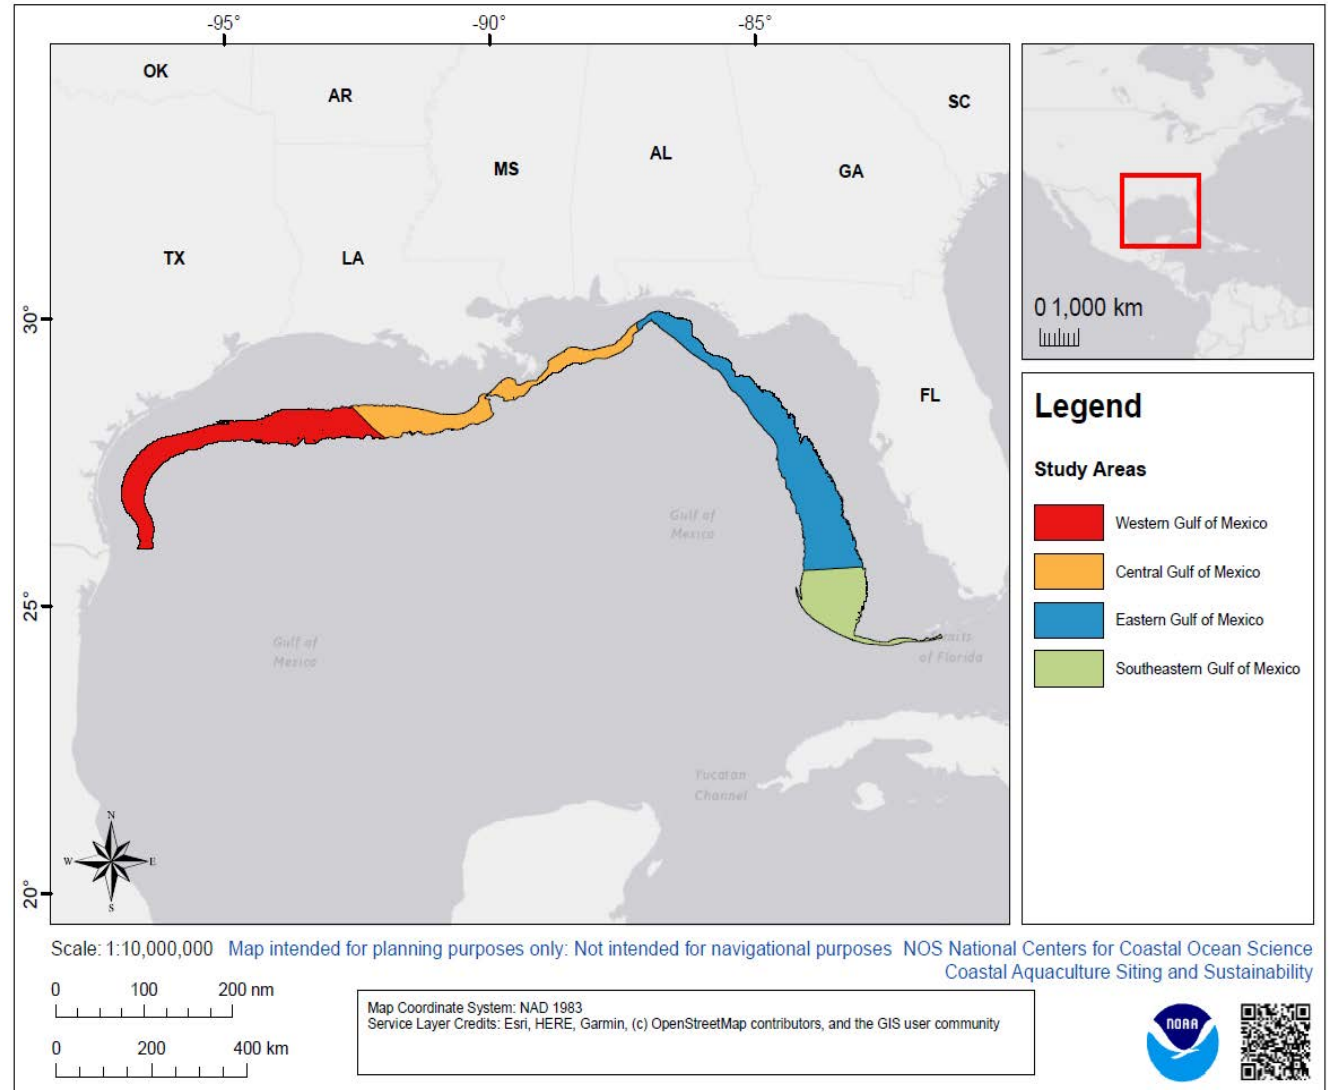 -95°
-90°
-85°
OK
AR
SC
MS
AL
GA
TX
LA
30°
FL
Gulf of
Mexico
25°
Gulf of
Mexico
Straits
of Florida
Yucatan
Channel
20°
N
W
E
S
0 1,000 km
Legend
Study Areas
Western Gulf of Mexico
Central Gulf of Mexico
Eastern Gulf of Mexico
Southeastern Gulf of Mexico
Scale: 1:10,000,000 Map intended for planning purposes only: Not intended for navigational purposes NOS National Centers for Coastal Ocean Science
Coastal Aquaculture Siting and Sustainability
0 100 200 nm
0 200 400 km
Map Coordinate System: NAD 1983
Service Layer Credits: Esri, HERE, Garmin, (c) OpenStreetMap contributors, and the GIS user community
NOAA